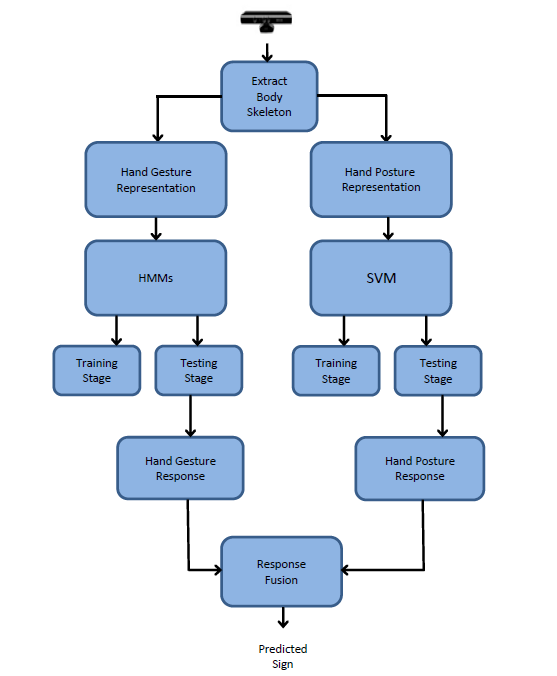 Extract
Body
Skeleton
Hand Gesture
Representation
Hand Posture
Representation
HMMs
SVM
Training
Stage
Testing
Stage
Training
Stage
Testing
Stage
Hand Gesture
Response
Hand Posture
Response
Response
Fusion
Predicted
Sign